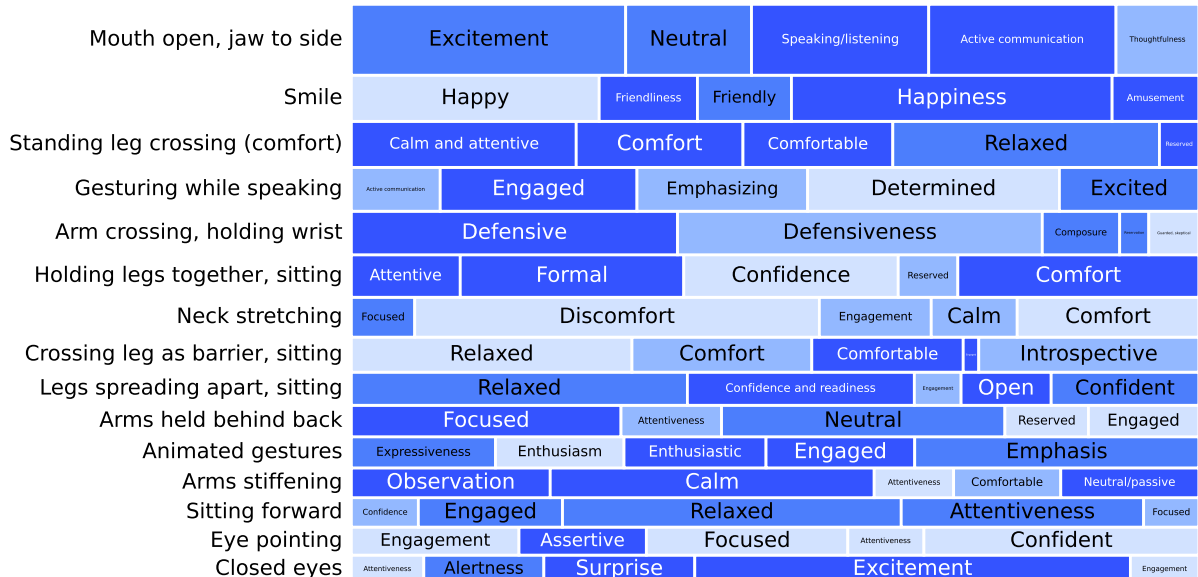 Mouth open, jaw to side Excitement Neutral Speaking/listening Active communication Thoughtfulness
Smile Happy Friendliness Friendly Happiness Amusement
Standing leg crossing (comfort) Calm and attentive Comfort Comfortable Relaxed Reserved
Gesturing while speaking Active communication Engaged Emphasizing Determined Excited
Arm crossing, holding wrist Defensive Defensiveness Composure Guarded, skeptical
Holding legs together, sitting Attentive Formal Confidence Reserved Comfort
Neck stretching Focused Discomfort Engagement Calm Comfort
Crossing leg as barrier, sitting Relaxed Comfort Comfortable Introspective
Legs spreading apart, sitting Relaxed Confidence and readiness Engagement Open Confident
Arms held behind back Focused Attentiveness Neutral Reserved Engaged
Animated gestures Expressiveness Enthusiasm Enthusiastic Engaged Emphasis
Arms stiffening Observation Calm Attentiveness Comfortable Neutral/passive
Sitting forward Confidence Engaged Relaxed Attentiveness Focused
Eye pointing Engagement Assertive Focused Attentiveness Confident
Closed eyes Attentiveness Alertness Surprise Excitement Engagement